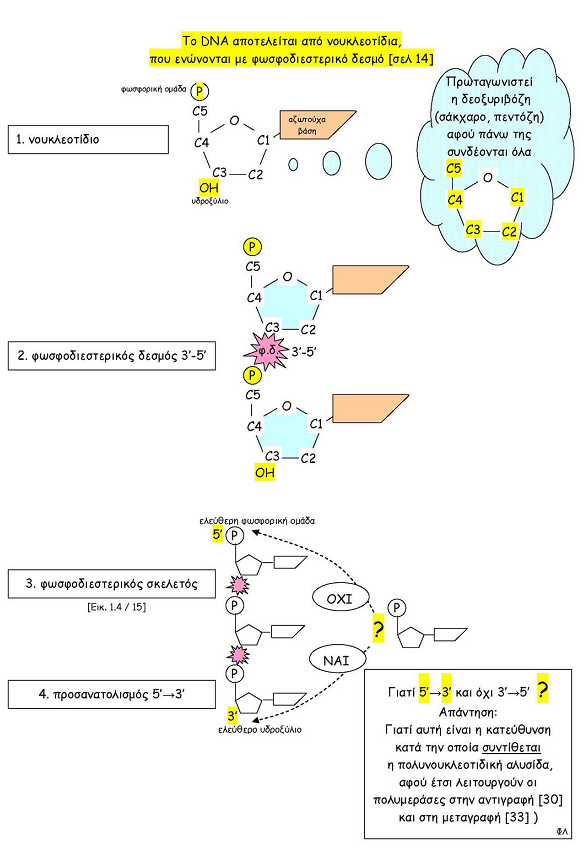 Το DNA αποτελείται από νουκλεοτίδια,
που ενώνονται με φωσφοδιεστερικό δεσμό [σελ 14]
Πρωταγωνιστεί
η δεοξυριβόζη
(σάκχαρο, πεντόζη)
αφού πάνω της
συνδέονται όλα
C5
O
C4
C1
C3
C2
φωσφορική ομάδα
P
C5
O
αζωτούχα
βάση
1. νουκλεοτίδιο
C4
C1
C3
C2
OH
υδροξύλιο
P
C5
O
C4
C1
C3
C2
2. φωσφοδιεστερικός δεσμός 3’-5’
φ.δ.
3’-5’
P
C5
O
C4
C1
C3
C2
OH
ελεύθερη φωσφορική ομάδα
5’
P
3. φωσφοδιεστερικός σκελετός
[Εικ. 1.4 / 15]
ΟΧΙ
P
P
?
ΝΑΙ
P
4. προσανατολισμός 5’→3’
3’
ελεύθερο υδροξύλιο
Γιατί 5’→3’ και όχι 3’→5’ ?
Απάντηση:
Γιατί αυτή είναι η κατεύθυνση
κατά την οποία συντίθεται
η πολυνουκλεοτιδική αλυσίδα,
αφού έτσι λειτουργούν οι
πολυμεράσες στην αντιγραφή [30]
και στη μεταγραφή [33] )
ΦΛ